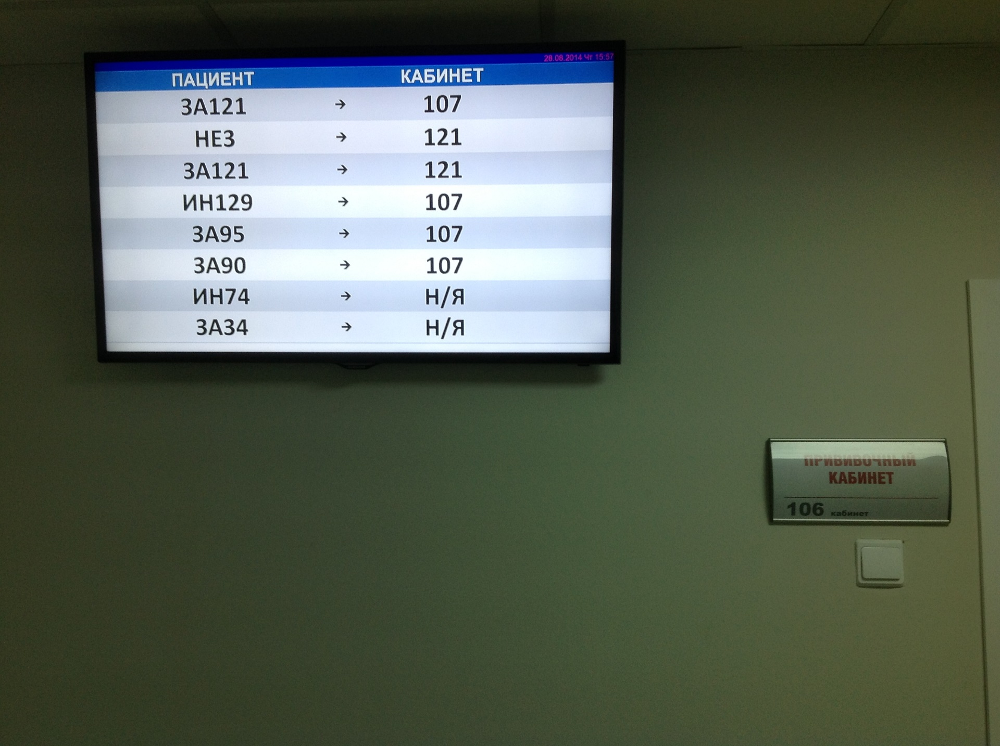 28.08.2014 Чт 15:57
ПАЦИЕНТ КАБИНЕТ
ЗА121 → 107
НЕ3 → 121
ЗА121 → 121
ИН129 → 107
ЗА95 → 107
ЗА90 → 107
ИН74 → Н/Я
ЗА34 → Н/Я
ПРИВИВОЧНЫЙ
КАБИНЕТ
106 кабинет